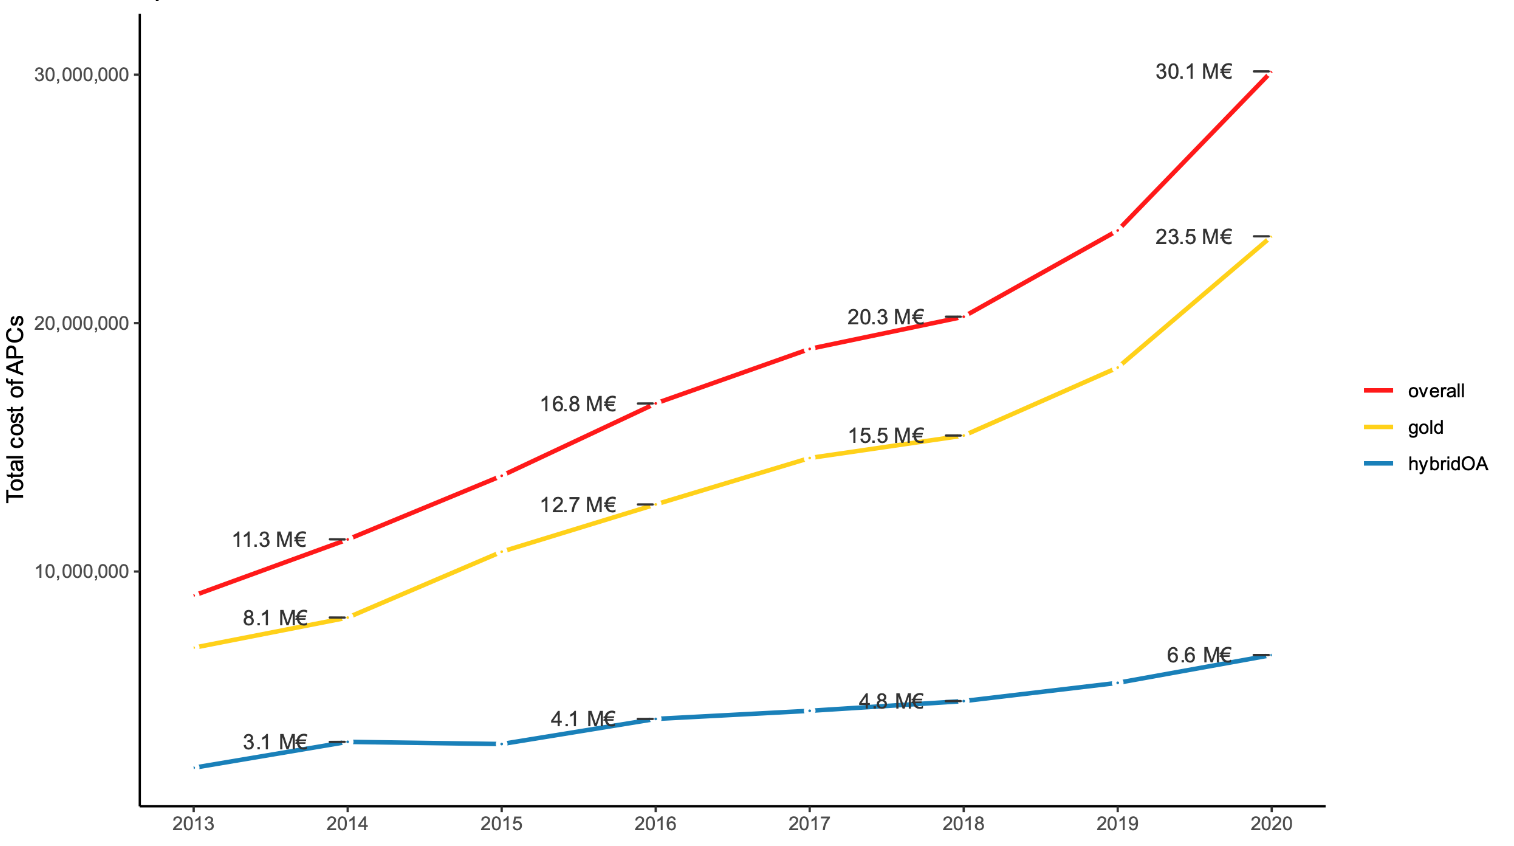 Total cost of APCs
30,000,000
20,000,000
10,000,000
30.1 M€
23.5 M€
20.3 M€
16.8 M€
15.5 M€
12.7 M€
11.3 M€
8.1 M€
6.6 M€
4.8 M€
4.1 M€
3.1 M€
overall
gold
hybridOA
2013 2014 2015 2016 2017 2018 2019 2020